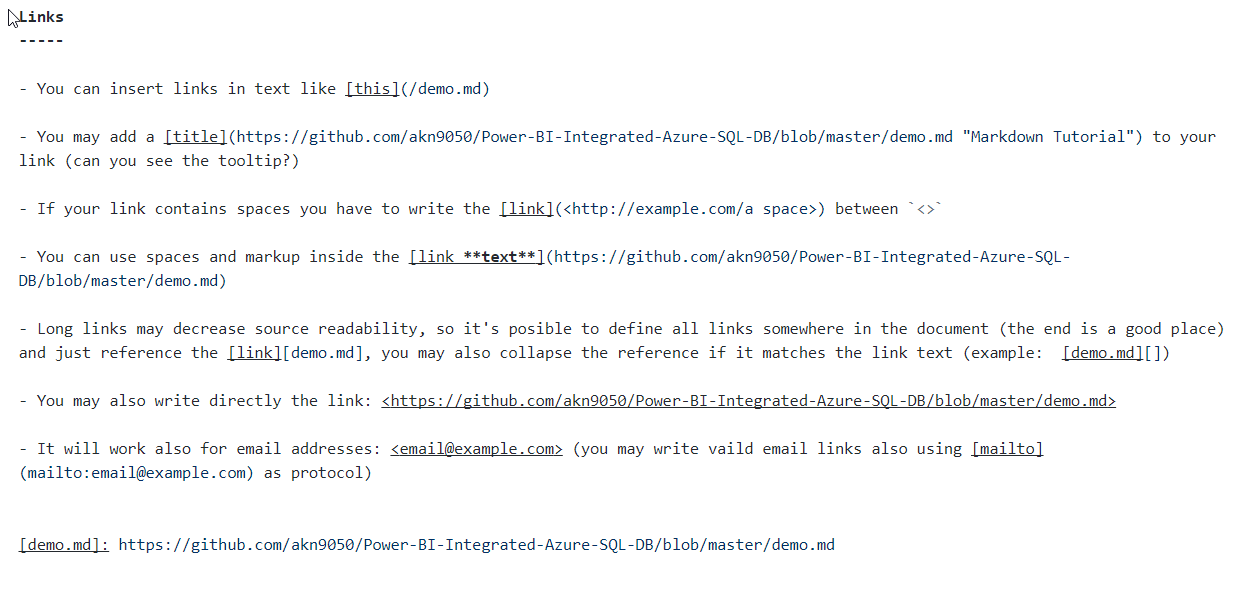 Links
-----
- You can insert links in text like [this](/demo.md)
- You may add a [title](https://github.com/akn9050/Power-BI-Integrated-Azure-SQL-DB/blob/master/demo.md "Markdown Tutorial") to your
link (can you see the tooltip?)
- If your link contains spaces you have to write the [link](<http://example.com/a space>) between `<>`
- You can use spaces and markup inside the [link **text**](https://github.com/akn9050/Power-BI-Integrated-Azure-SQL-
DB/blob/master/demo.md)
- Long links may decrease source readability, so it's posible to define all links somewhere in the document (the end is a good place)
and just reference the [link][demo.md], you may also collapse the reference if it matches the link text (example:  [demo.md][])
- You may also write directly the link: <https://github.com/akn9050/Power-BI-Integrated-Azure-SQL-DB/blob/master/demo.md>
- It will work also for email addresses: <email@example.com> (you may write vaild email links also using [mailto]
(mailto:email@example.com) as protocol)
[demo.md]: https://github.com/akn9050/Power-BI-Integrated-Azure-SQL-DB/blob/master/demo.md